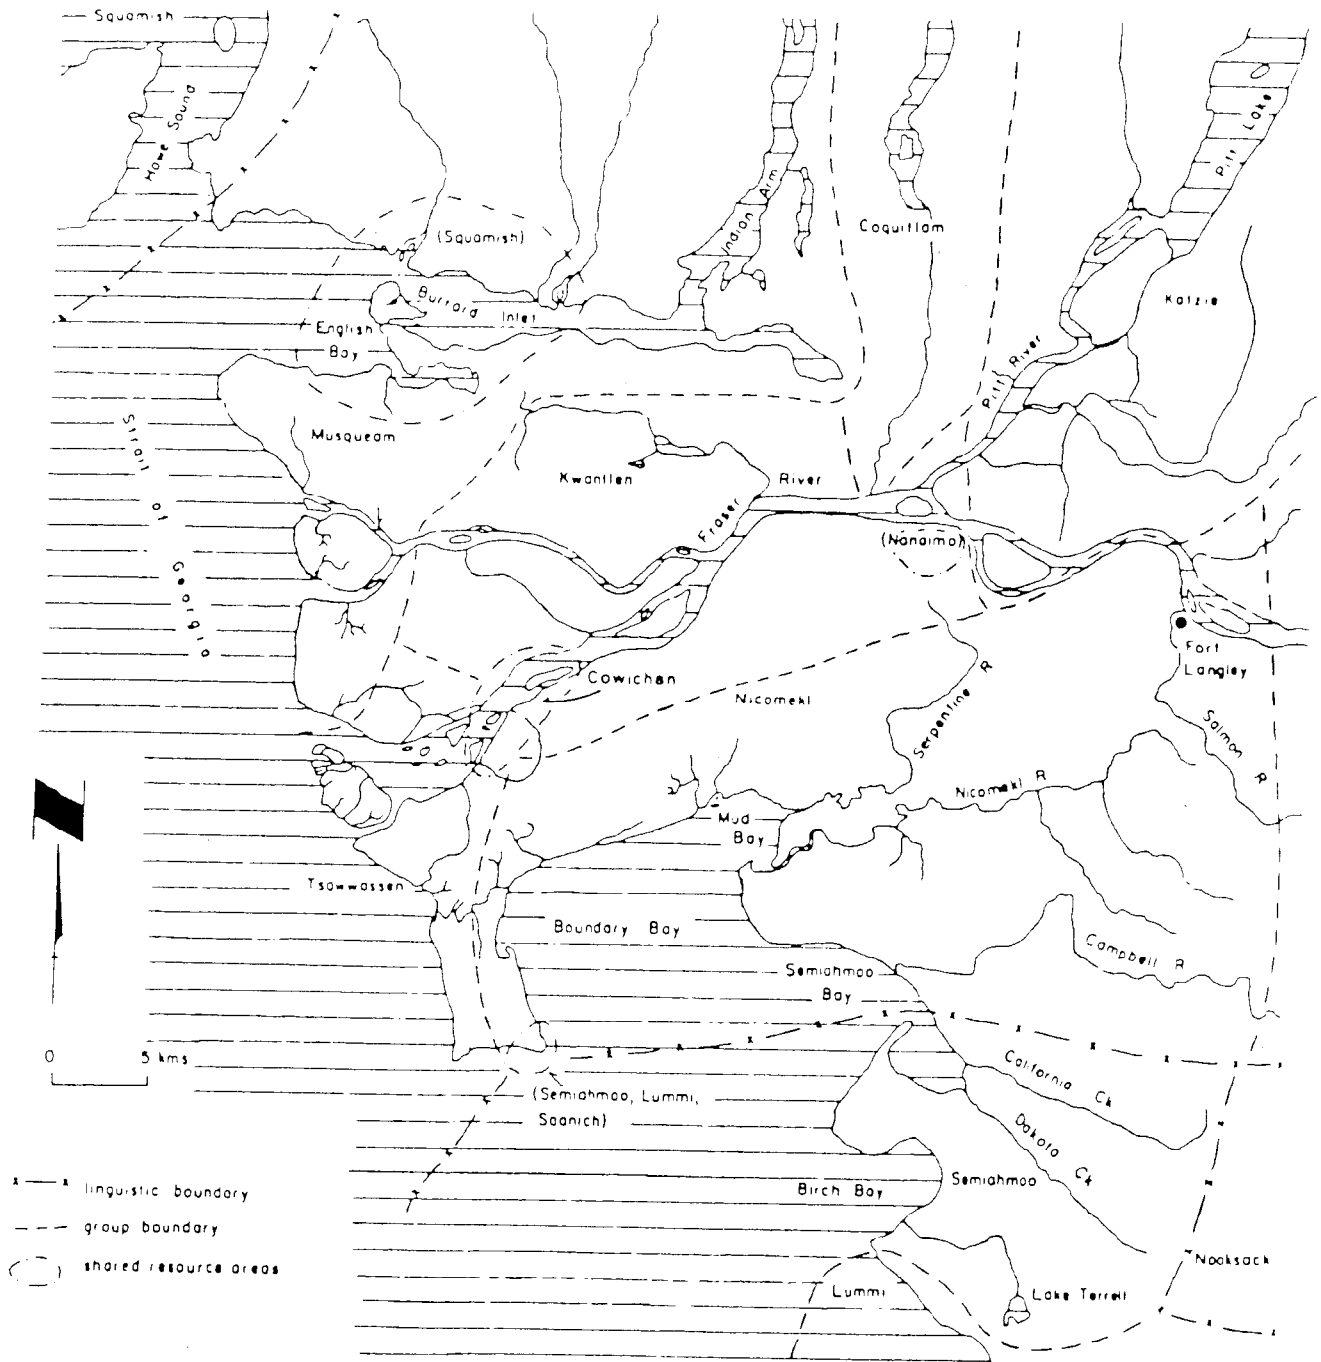 Squamish
Howe Sound
(Squamish)
Indian Arm
Coquitlam
Pitt Lake
Katzie
Burrard Inlet
English
Bay
Pitt River
Musqueam
Strait of Georgia
Kwantlen
River
Fraser
(Nanaimo)
Fort
Langley
Cowichan
Nicomekl
Serpentine R
Salmon R
Nicomekl R
Mud
Bay
Tsawwassen
Boundary Bay
Campbell R
Semiahmoo
Bay
0 5 kms
California Ck
(Semiahmoo, Lummi,
Saanich)
Dakota Ck
x — x linguistic boundary
Birch Bay
Semiahmoo
group boundary
shared resource areas
Nooksack
Lummi
Lake Terrell